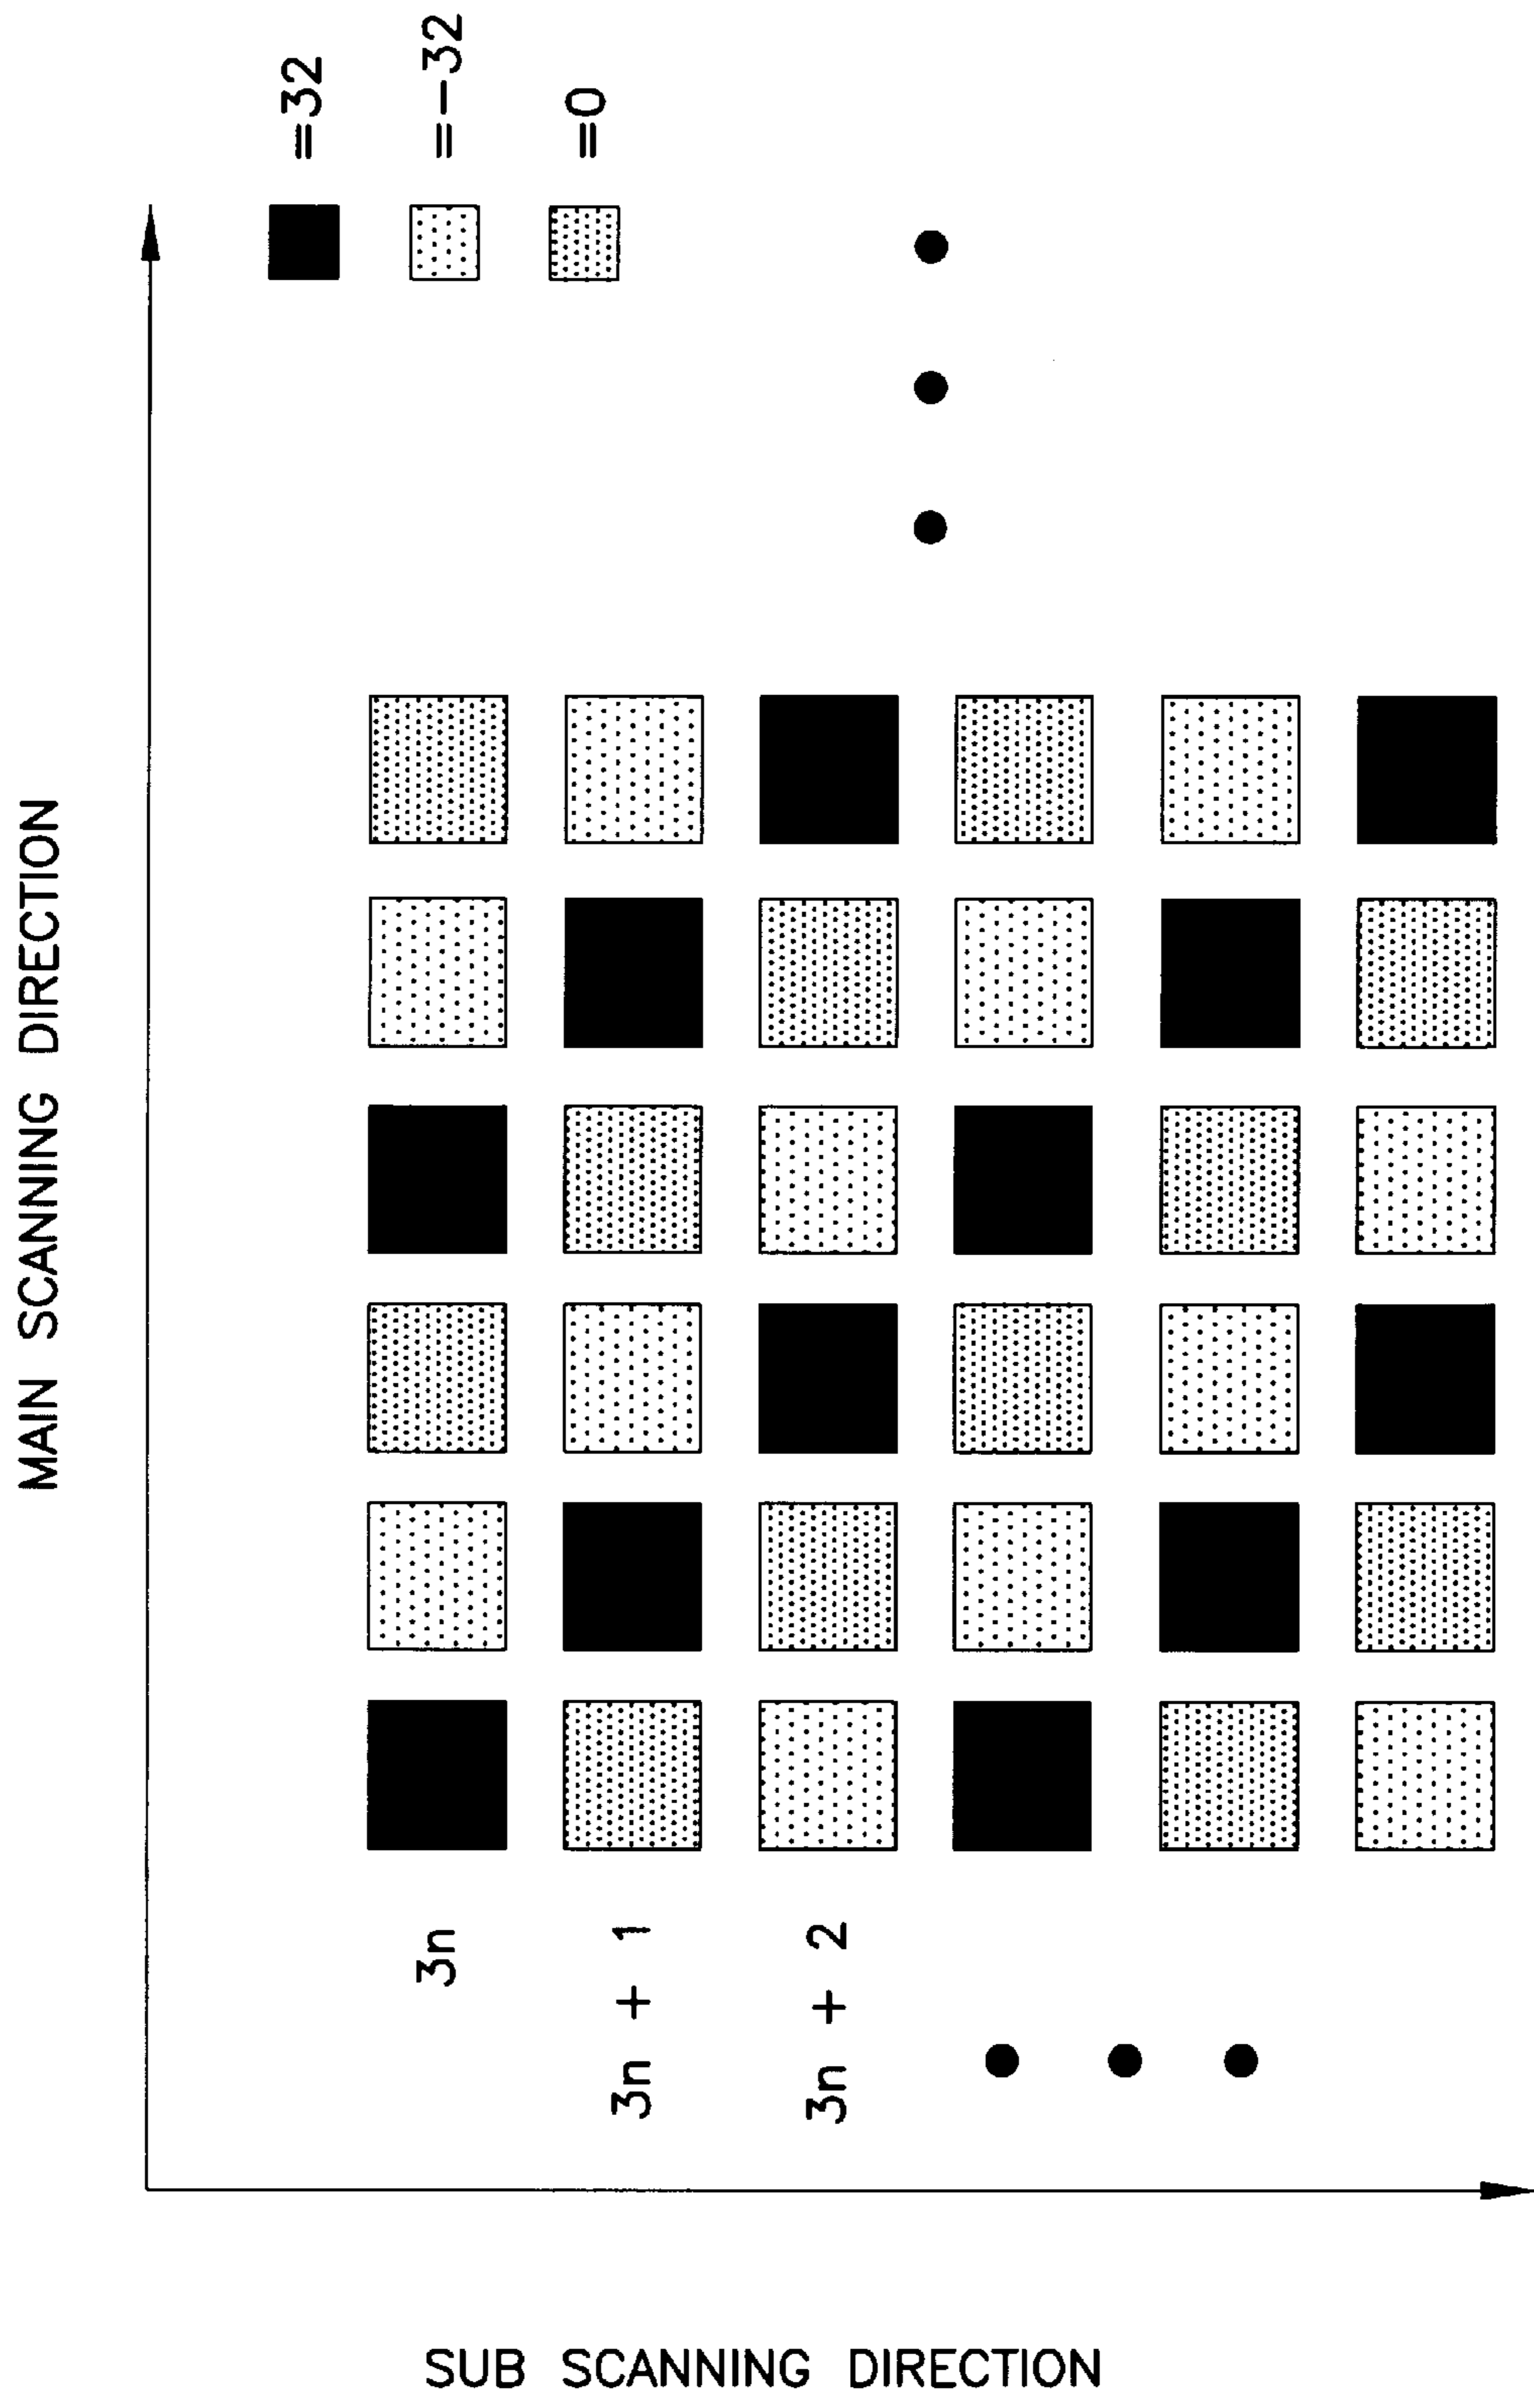 MAIN SCANNING DIRECTION
=32
=-32
=0
3n
3n + 1
3n + 2
SUB SCANNING DIRECTION